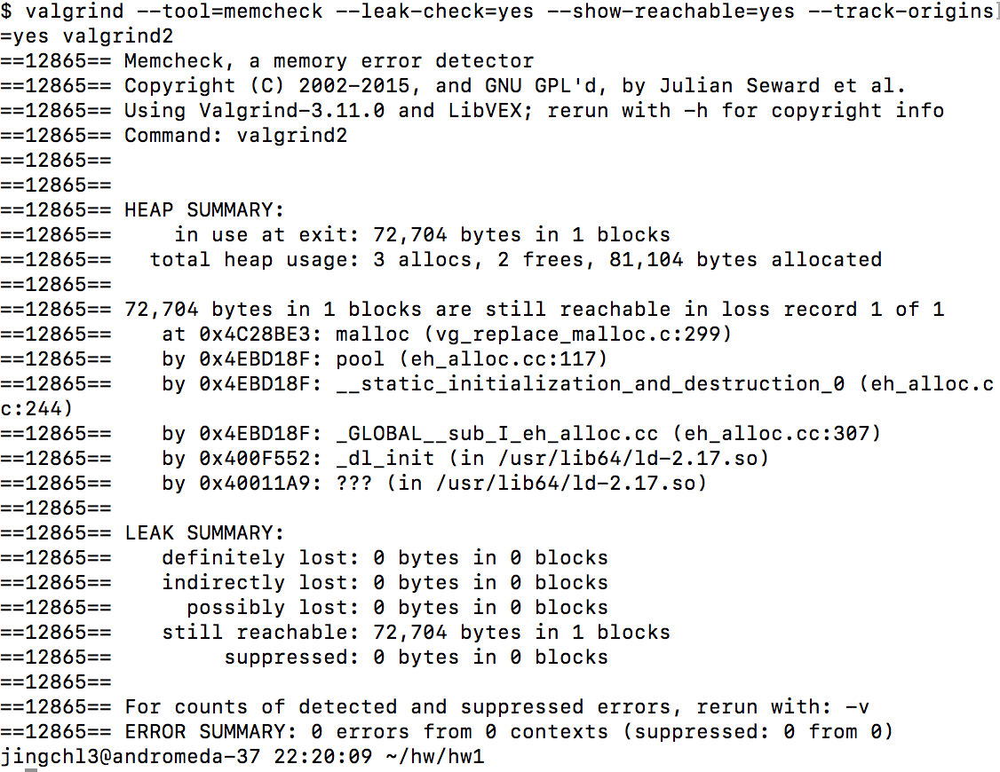 $ valgrind --tool=memcheck --leak-check=yes --show-reachable=yes --track-origins]
=yes valgrind2
==12865== Memcheck, a memory error detector
==12865== Copyright (C) 2002-2015, and GNU GPL'd, by Julian Seward et al.
==12865== Using Valgrind-3.11.0 and LibVEX; rerun with -h for copyright info
==12865== Command: valgrind2
==12865==
==12865==
==12865== HEAP SUMMARY:
==12865==     in use at exit: 72,704 bytes in 1 blocks
==12865==   total heap usage: 3 allocs, 2 frees, 81,104 bytes allocated
==12865==
==12865== 72,704 bytes in 1 blocks are still reachable in loss record 1 of 1
==12865==    at 0x4C28BE3: malloc (vg_replace_malloc.c:299)
==12865==    by 0x4EBD18F: pool (eh_alloc.cc:117)
==12865==    by 0x4EBD18F: __static_initialization_and_destruction_0 (eh_alloc.c
c:244)
==12865==    by 0x4EBD18F: _GLOBAL__sub_I_eh_alloc.cc (eh_alloc.cc:307)
==12865==    by 0x400F552: _dl_init (in /usr/lib64/ld-2.17.so)
==12865==    by 0x40011A9: ??? (in /usr/lib64/ld-2.17.so)
==12865==
==12865== LEAK SUMMARY:
==12865==    definitely lost: 0 bytes in 0 blocks
==12865==    indirectly lost: 0 bytes in 0 blocks
==12865==      possibly lost: 0 bytes in 0 blocks
==12865==    still reachable: 72,704 bytes in 1 blocks
==12865==         suppressed: 0 bytes in 0 blocks
==12865==
==12865== For counts of detected and suppressed errors, rerun with: -v
==12865== ERROR SUMMARY: 0 errors from 0 contexts (suppressed: 0 from 0)
jingchl3@andromeda-37 22:20:09 ~/hw/hw1